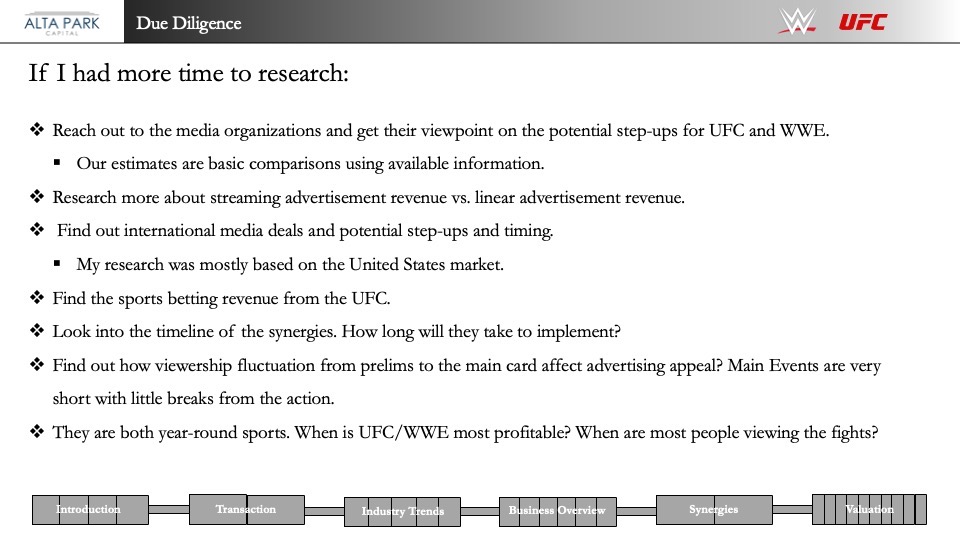 ALTA PARK
CAPITAL
Due Diligence
W
UFC
If I had more time to research:
❖ Reach out to the media organizations and get their viewpoint on the potential step-ups for UFC and WWE.
▪ Our estimates are basic comparisons using available information.
❖ Research more about streaming advertisement revenue vs. linear advertisement revenue.
❖ Find out international media deals and potential step-ups and timing.
▪ My research was mostly based on the United States market.
❖ Find the sports betting revenue from the UFC.
❖ Look into the timeline of the synergies. How long will they take to implement?
❖ Find out how viewership fluctuation from prelims to the main card affect advertising appeal? Main Events are very
short with little breaks from the action.
❖ They are both year-round sports. When is UFC/WWE most profitable? When are most people viewing the fights?
Introduction
Transaction
Industry Trends
Business Overview
Synergies
Valuation